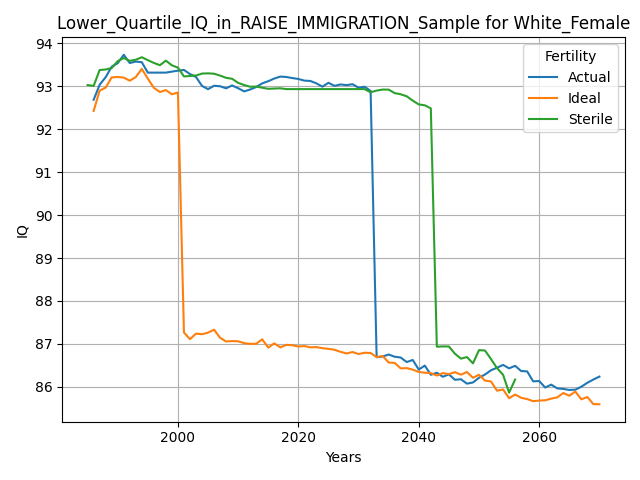 Lower_Quartile_IQ_in_RAISE_IMMIGRATION_Sample for White_Female
Fertility
Actual
Ideal
Sterile
94
93
92
91
90
89
88
87
86
IQ
2000 2020 2040 2060
Years